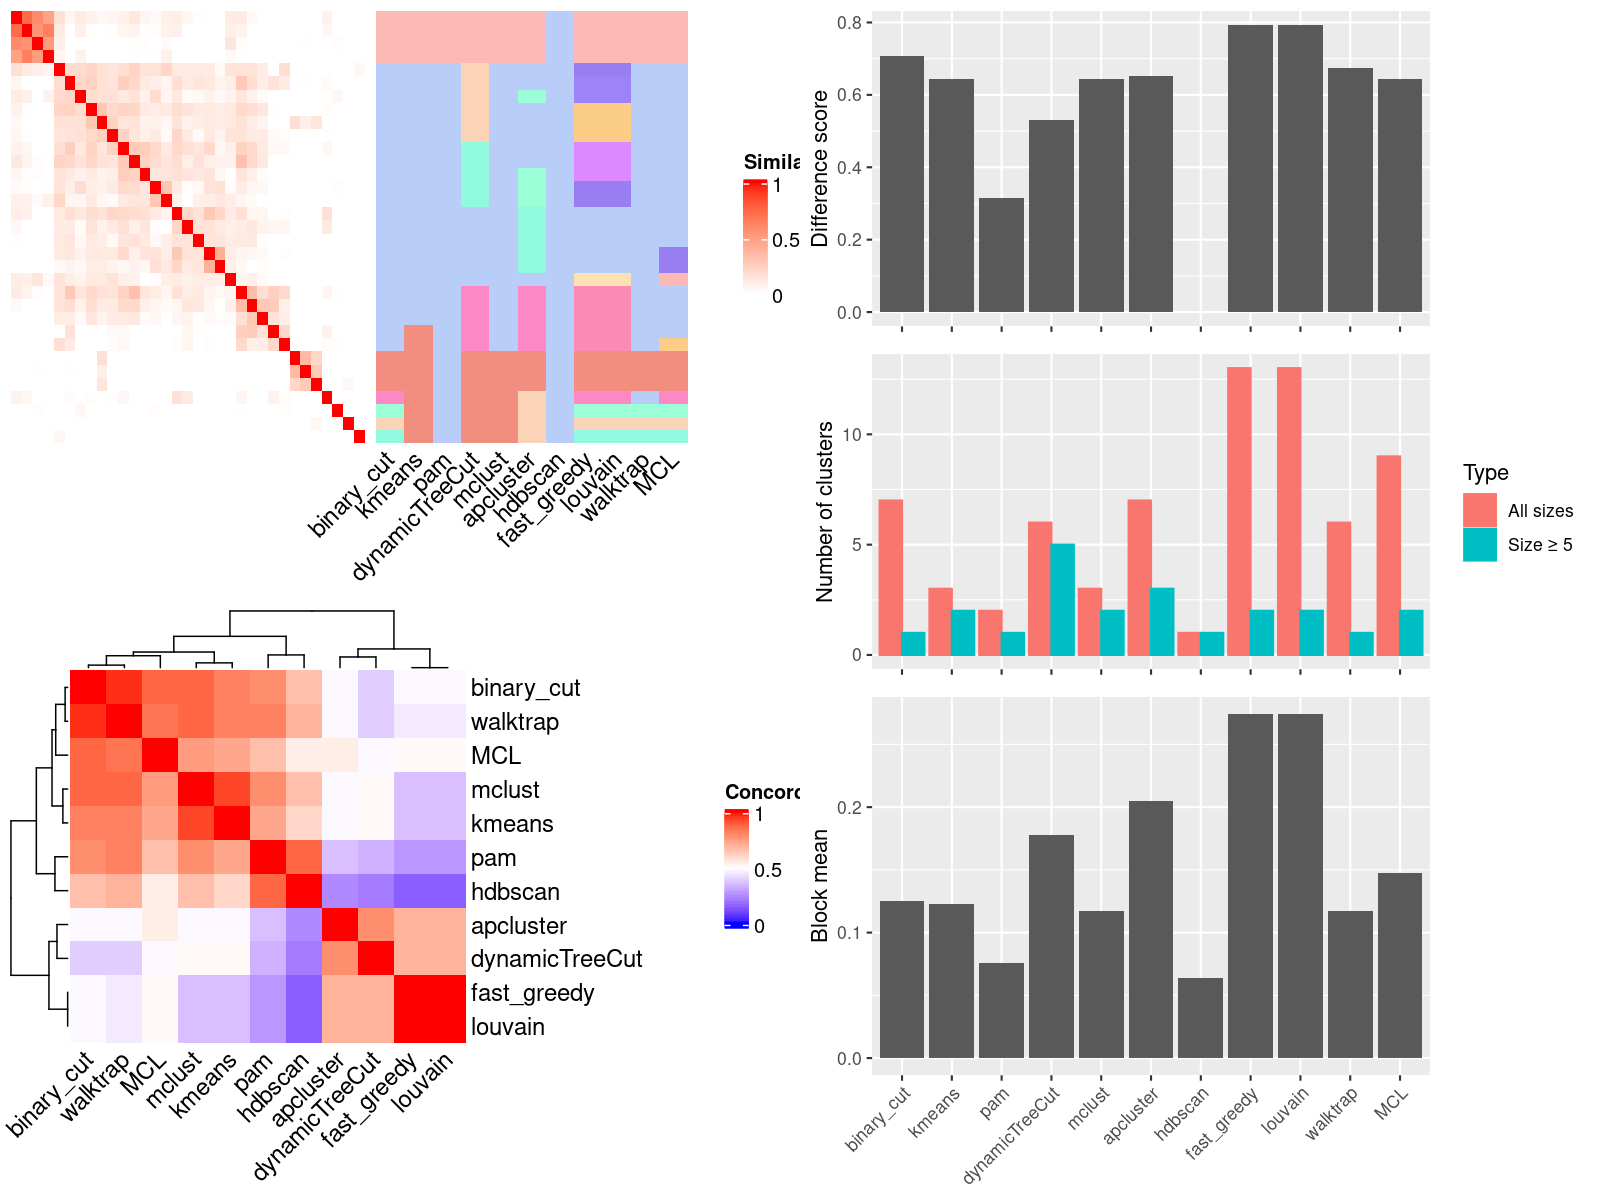 Simila
1
0.5
0
binary_cut
kmeans
pam
dynamicTreeCut
mclust
apcluster
hdbscan
fast_greedy
louvain
walktrap
MCL
binary_cut
walktrap
MCL
mclust
kmeans
pam
hdbscan
apcluster
dynamicTreeCut
fast_greedy
louvain
binary_cut
walktrap
MCL
mclust
kmeans
pam
hdbscan
apcluster
dynamicTreeCut
fast_greedy
louvain
Concord
1
0.5
0
Difference score
0.8
0.6
0.4
0.2
0.0
Number of clusters
10
5
0
Type
All sizes
Size ≥ 5
Block mean
0.2
0.1
0.0
binary_cut
kmeans
pam
dynamicTreeCut
mclust
apcluster
hdbscan
fast_greedy
louvain
walktrap
MCL